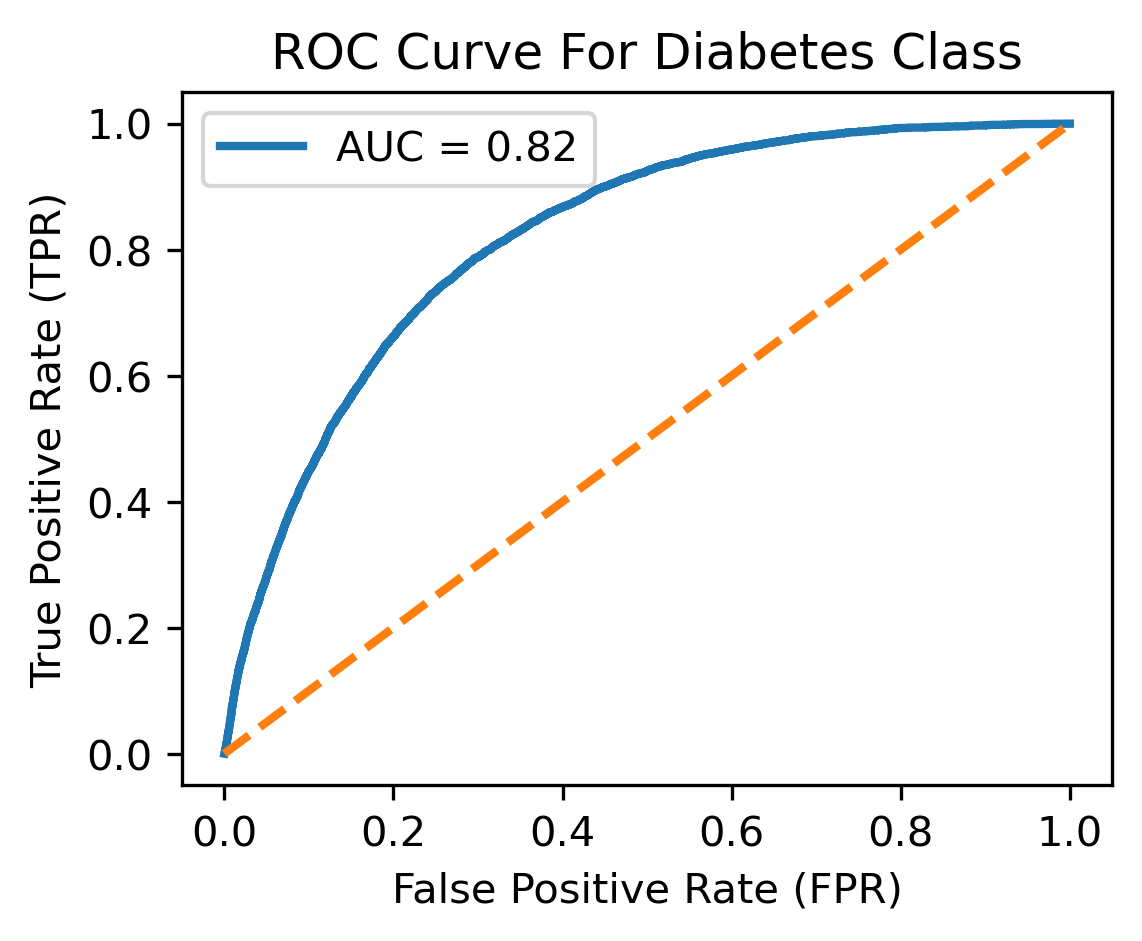 ROC Curve For Diabetes Class
AUC = 0.82
True Positive Rate (TPR)
1.0
0.8
0.6
0.4
0.2
0.0
0.0 0.2 0.4 0.6 0.8 1.0
False Positive Rate (FPR)